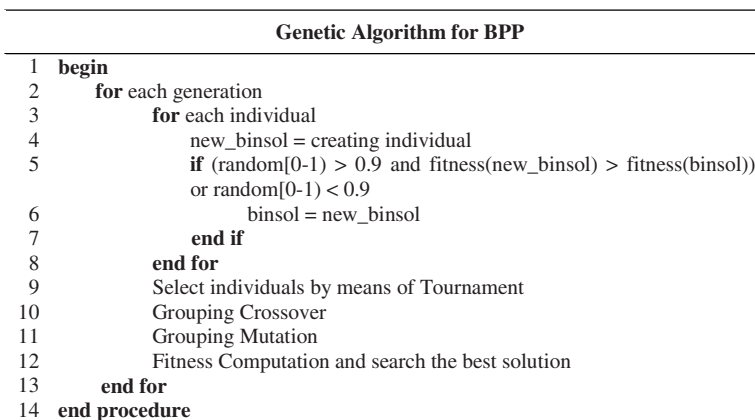 Genetic Algorithm for BPP
1 begin
2 for each generation
3 for each individual
4 new_binsol = creating individual
5 if (random[0-1) > 0.9 and fitness(new_binsol) > fitness(binsol))
or random[0-1) < 0.9
6 binsol = new_binsol
7 end if
8 end for
9 Select individuals by means of Tournament
10 Grouping Crossover
11 Grouping Mutation
12 Fitness Computation and search the best solution
13 end for
14 end procedure